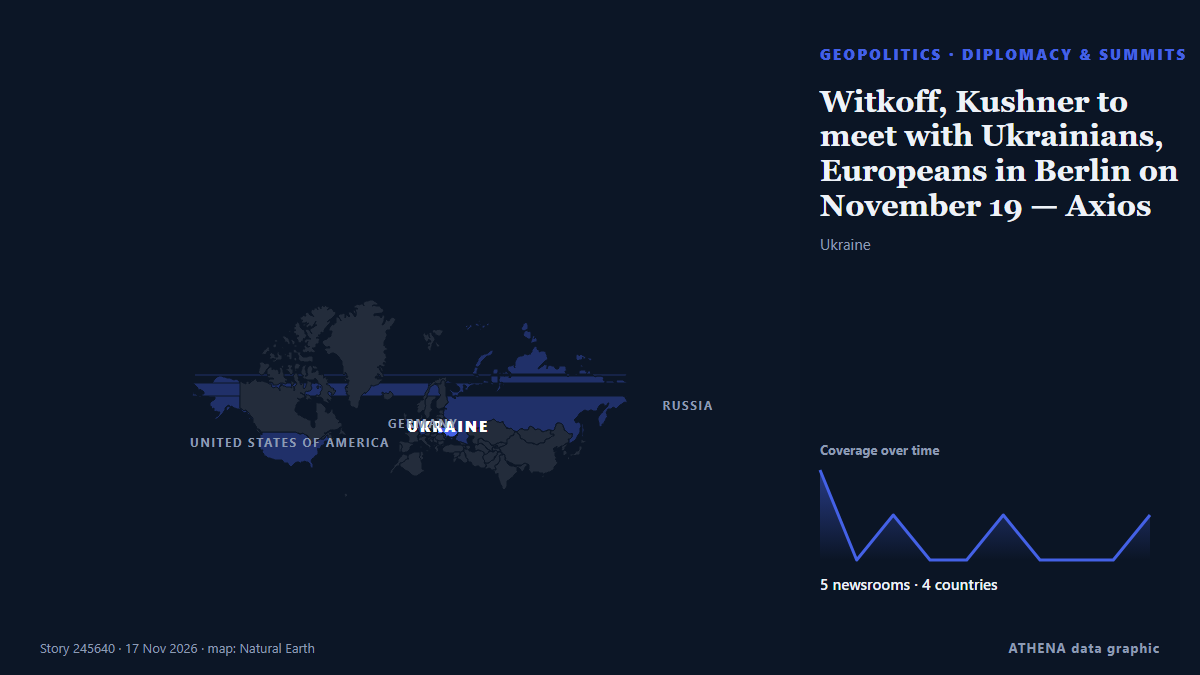 GEOPOLITICS · DIPLOMACY & SUMMITS
Witkoff, Kushner to
meet with Ukrainians,
Europeans in Berlin on
November 19 — Axios
Ukraine
RUSSIA
GERMANY
UKRAINE
UNITED STATES OF AMERICA
Coverage over time
5 newsrooms · 4 countries
Story 245640 · 17 Nov 2026 · map: Natural Earth
ATHENA data graphic